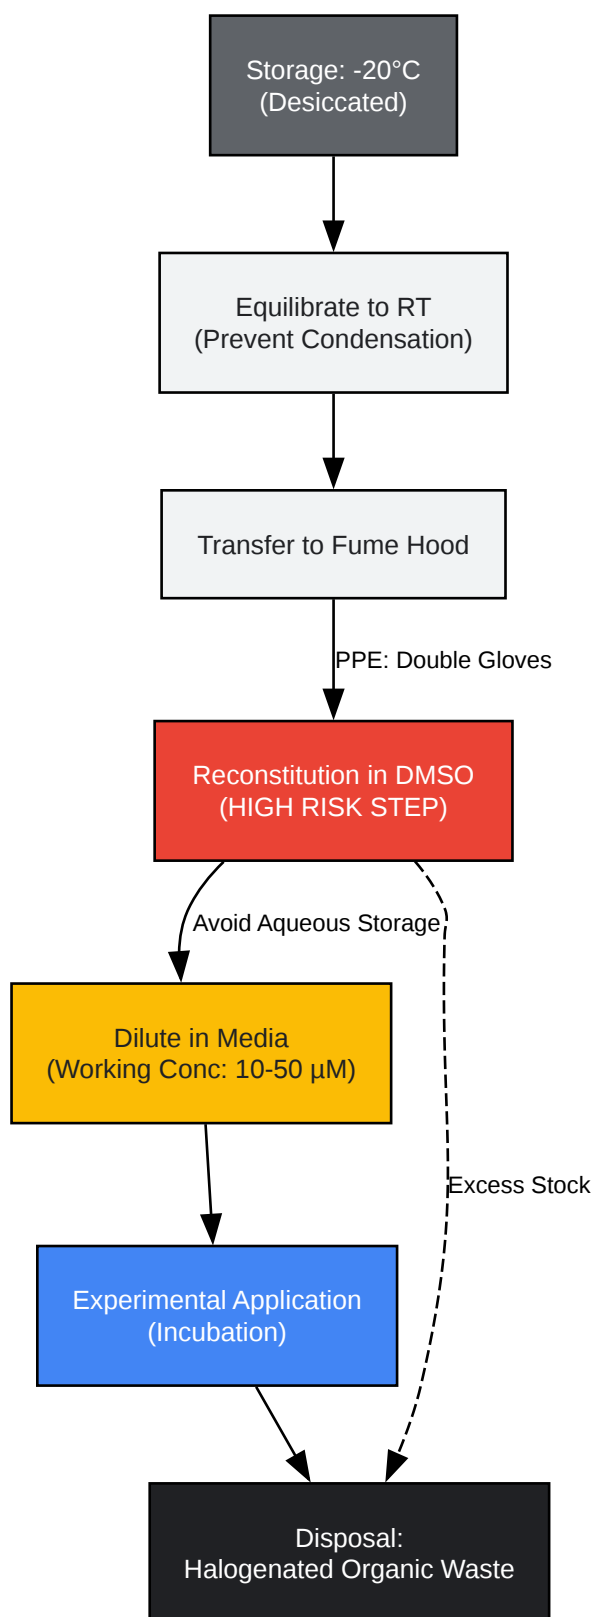 Storage: -20°C
(Desiccated)
Equilibrate to RT
(Prevent Condensation)
Transfer to Fume Hood
PPE: Double Gloves
Reconstitution in DMSO
(HIGH RISK STEP)
Avoid Aqueous Storage
Dilute in Media
(Working Conc: 10-50 µM)
Excess Stock
Experimental Application
(Incubation)
Disposal:
Halogenated Organic Waste